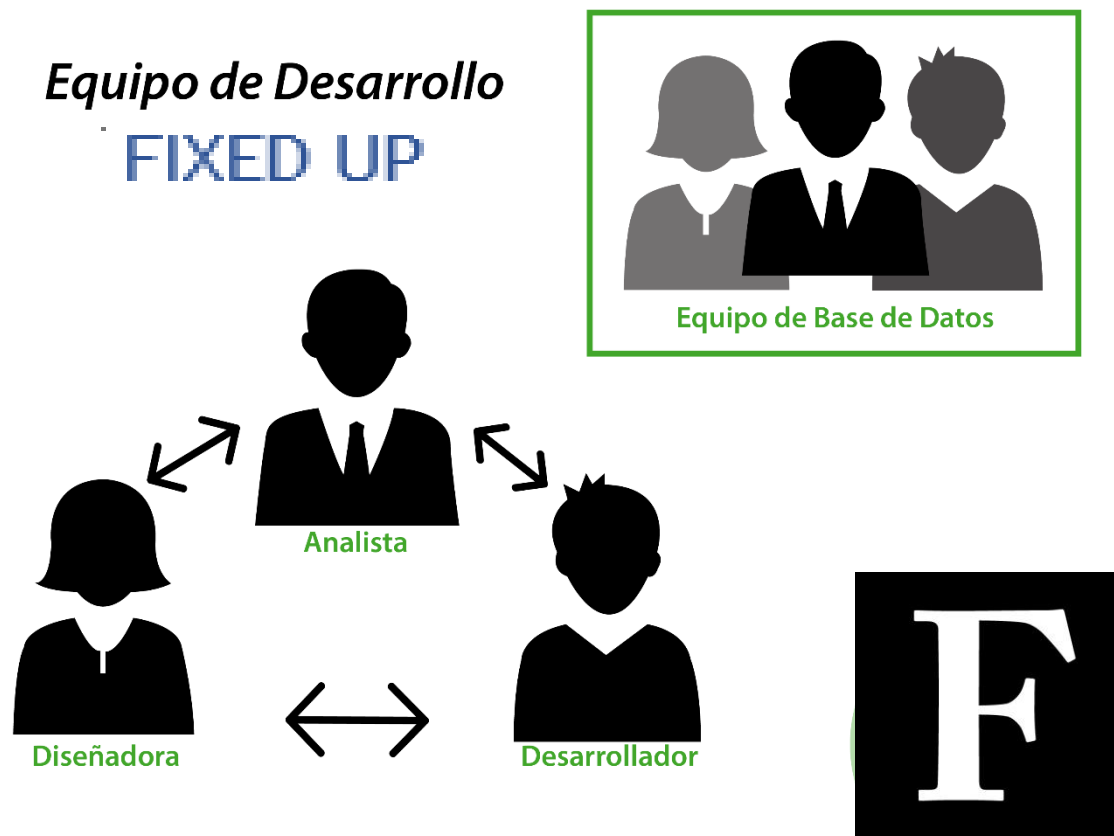 Equipo de Desarrollo
FIXED UP
Equipo de Base de Datos
Analista
Diseñadora
Desarrollador
F